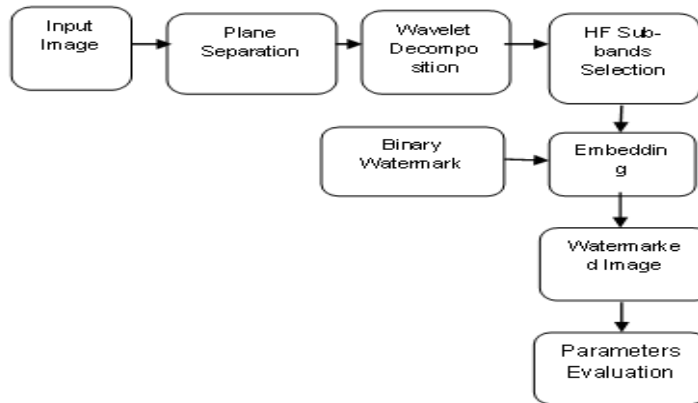 Input
Image
Plane
Separation
Wavelet
Decompo
sition
HF Sub-
bands
Selection
Binary
Watermark
Embeddin
g
Watermarke
d Image
Parameters
Evaluation